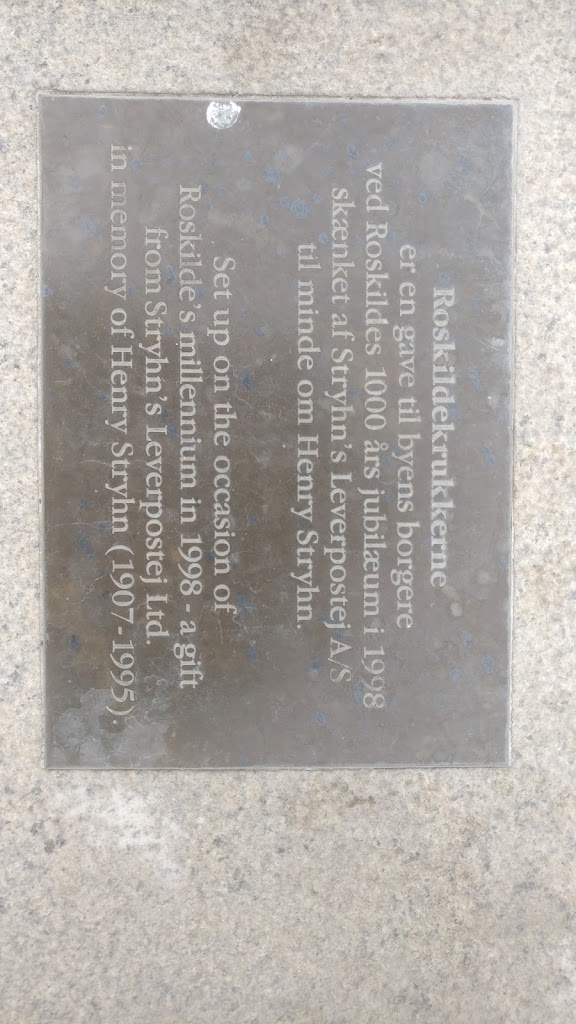 Roskildekrukkerne
er en gave til byens borgere
ved Roskildes 1000 års jubilæum i 1998
skænket af Stryhn's Leverpostej A/S
til minde om Henry Stryhn.
Set up on the occasion of
Roskilde's millennium in 1998 - a gift
from Stryhn's Leverpostej Ltd.
in memory of Henry Stryhn (1907-1995).